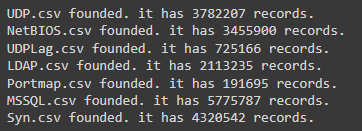 UDP.csv founded. it has 3782207 records.
NetBIOS.csv founded. it has 3455900 records.
UDPLag.csv founded. it has 725166 records.
LDAP.csv founded. it has 2113235 records.
Portmap.csv founded. it has 191695 records.
MSSQL.csv founded. it has 5775787 records.
Syn.csv founded. it has 4320542 records.